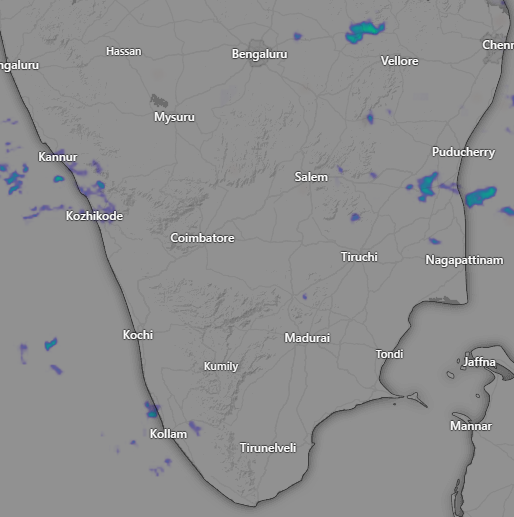 Hassan
Bengaluru
Chenn
ngaluru
Vellore
Mysuru
Kannur
Puducherry
Salem
Kozhikode
Coimbatore
Tiruchi
Nagapattinam
Kochi
Madurai
Tondi
Kumily
Jaffna
Kollam
Mannar
Tirunelveli